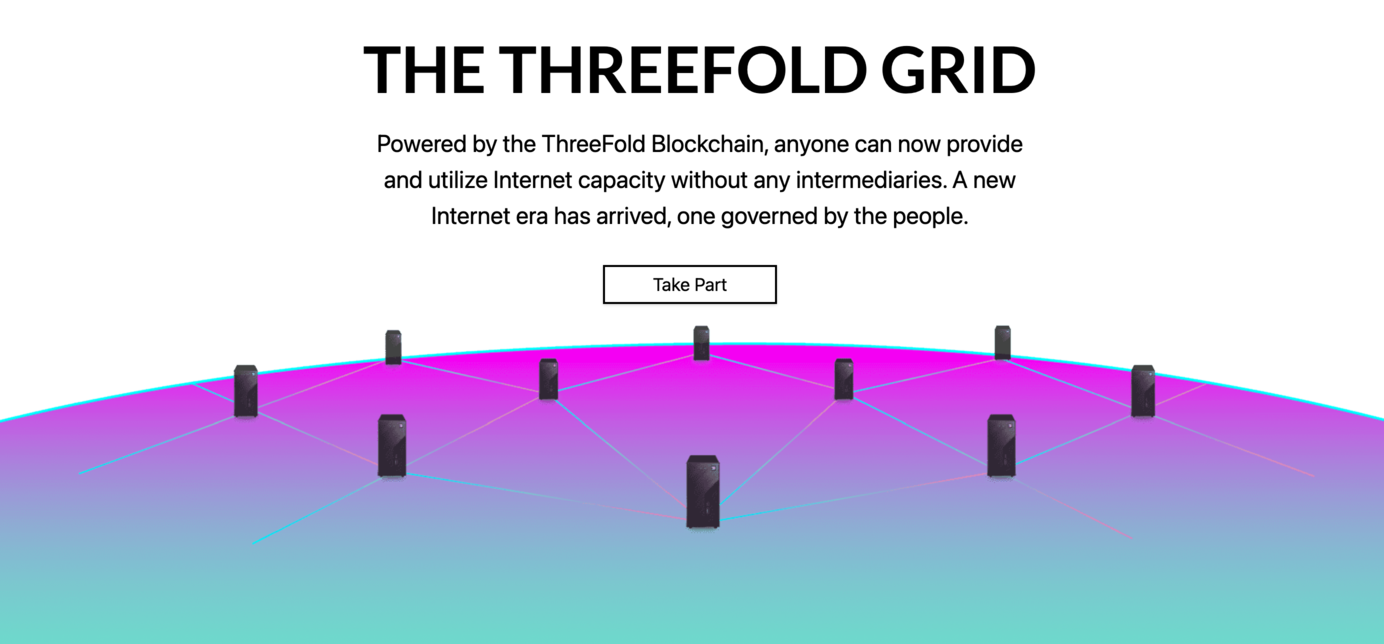 THE THREEFOLD GRID
Powered by the ThreeFold Blockchain, anyone can now provide
and utilize Internet capacity without any intermediaries. A new
Internet era has arrived, one governed by the people.
Take Part